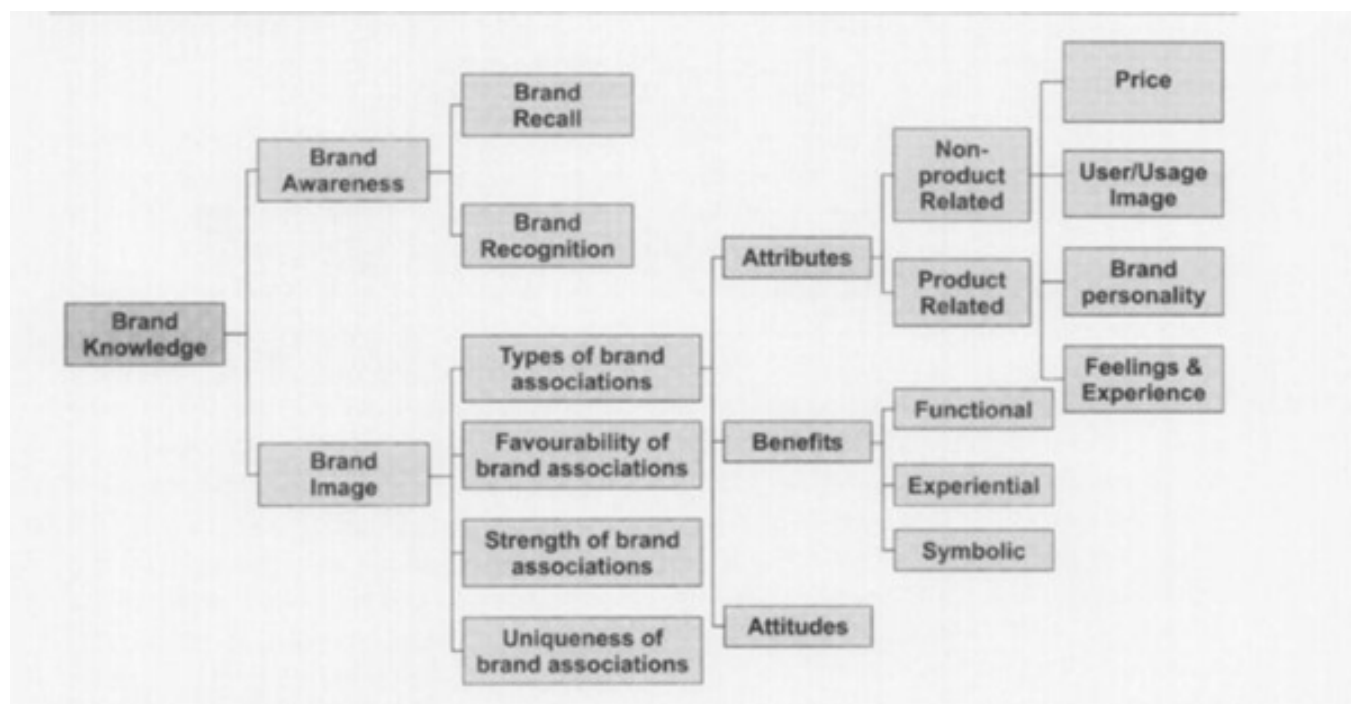 Brand
Knowledge
Brand
Awareness
Brand
Image
Brand
Recall
Brand
Recognition
Types of brand
associations
Favourability of
brand associations
Strength of brand
associations
Uniqueness of
brand associations
Attributes
Benefits
Attitudes
Non-
product
Related
Product
Related
Functional
Experiential
Symbolic
Price
User/Usage
Image
Brand
personality
Feelings &
Experience